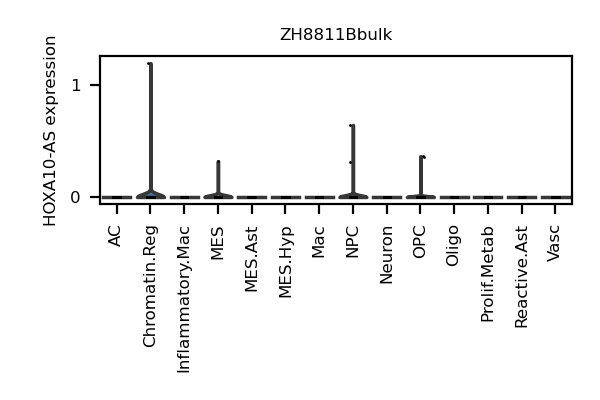 ZH8811Bbulk
HOXA10-AS expression
1
0
AC
Chromatin.Reg
Inflammatory.Mac
MES
MES.Ast
MES.Hyp
Mac
NPC
Neuron
OPC
Oligo
Prolif.Metab
Reactive.Ast
Vasc